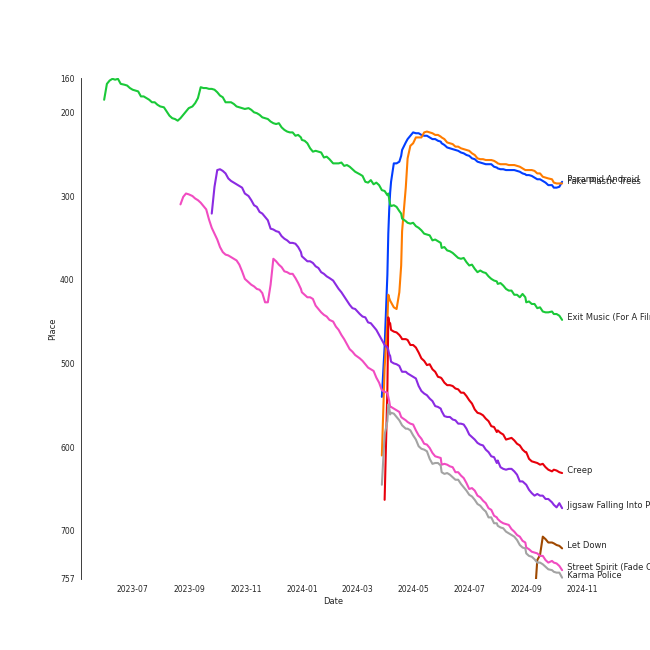 160
200
300
400
500
600
700
757
Place
2023-07
2023-09
2023-11
2024-01
2024-03
2024-05
2024-07
2024-09
2024-11
Date
Paranoid Android
Fake Plastic Trees
Exit Music (For A Fil
Creep
Jigsaw Falling Into P
Let Down
Street Spirit (Fade O
Karma Police